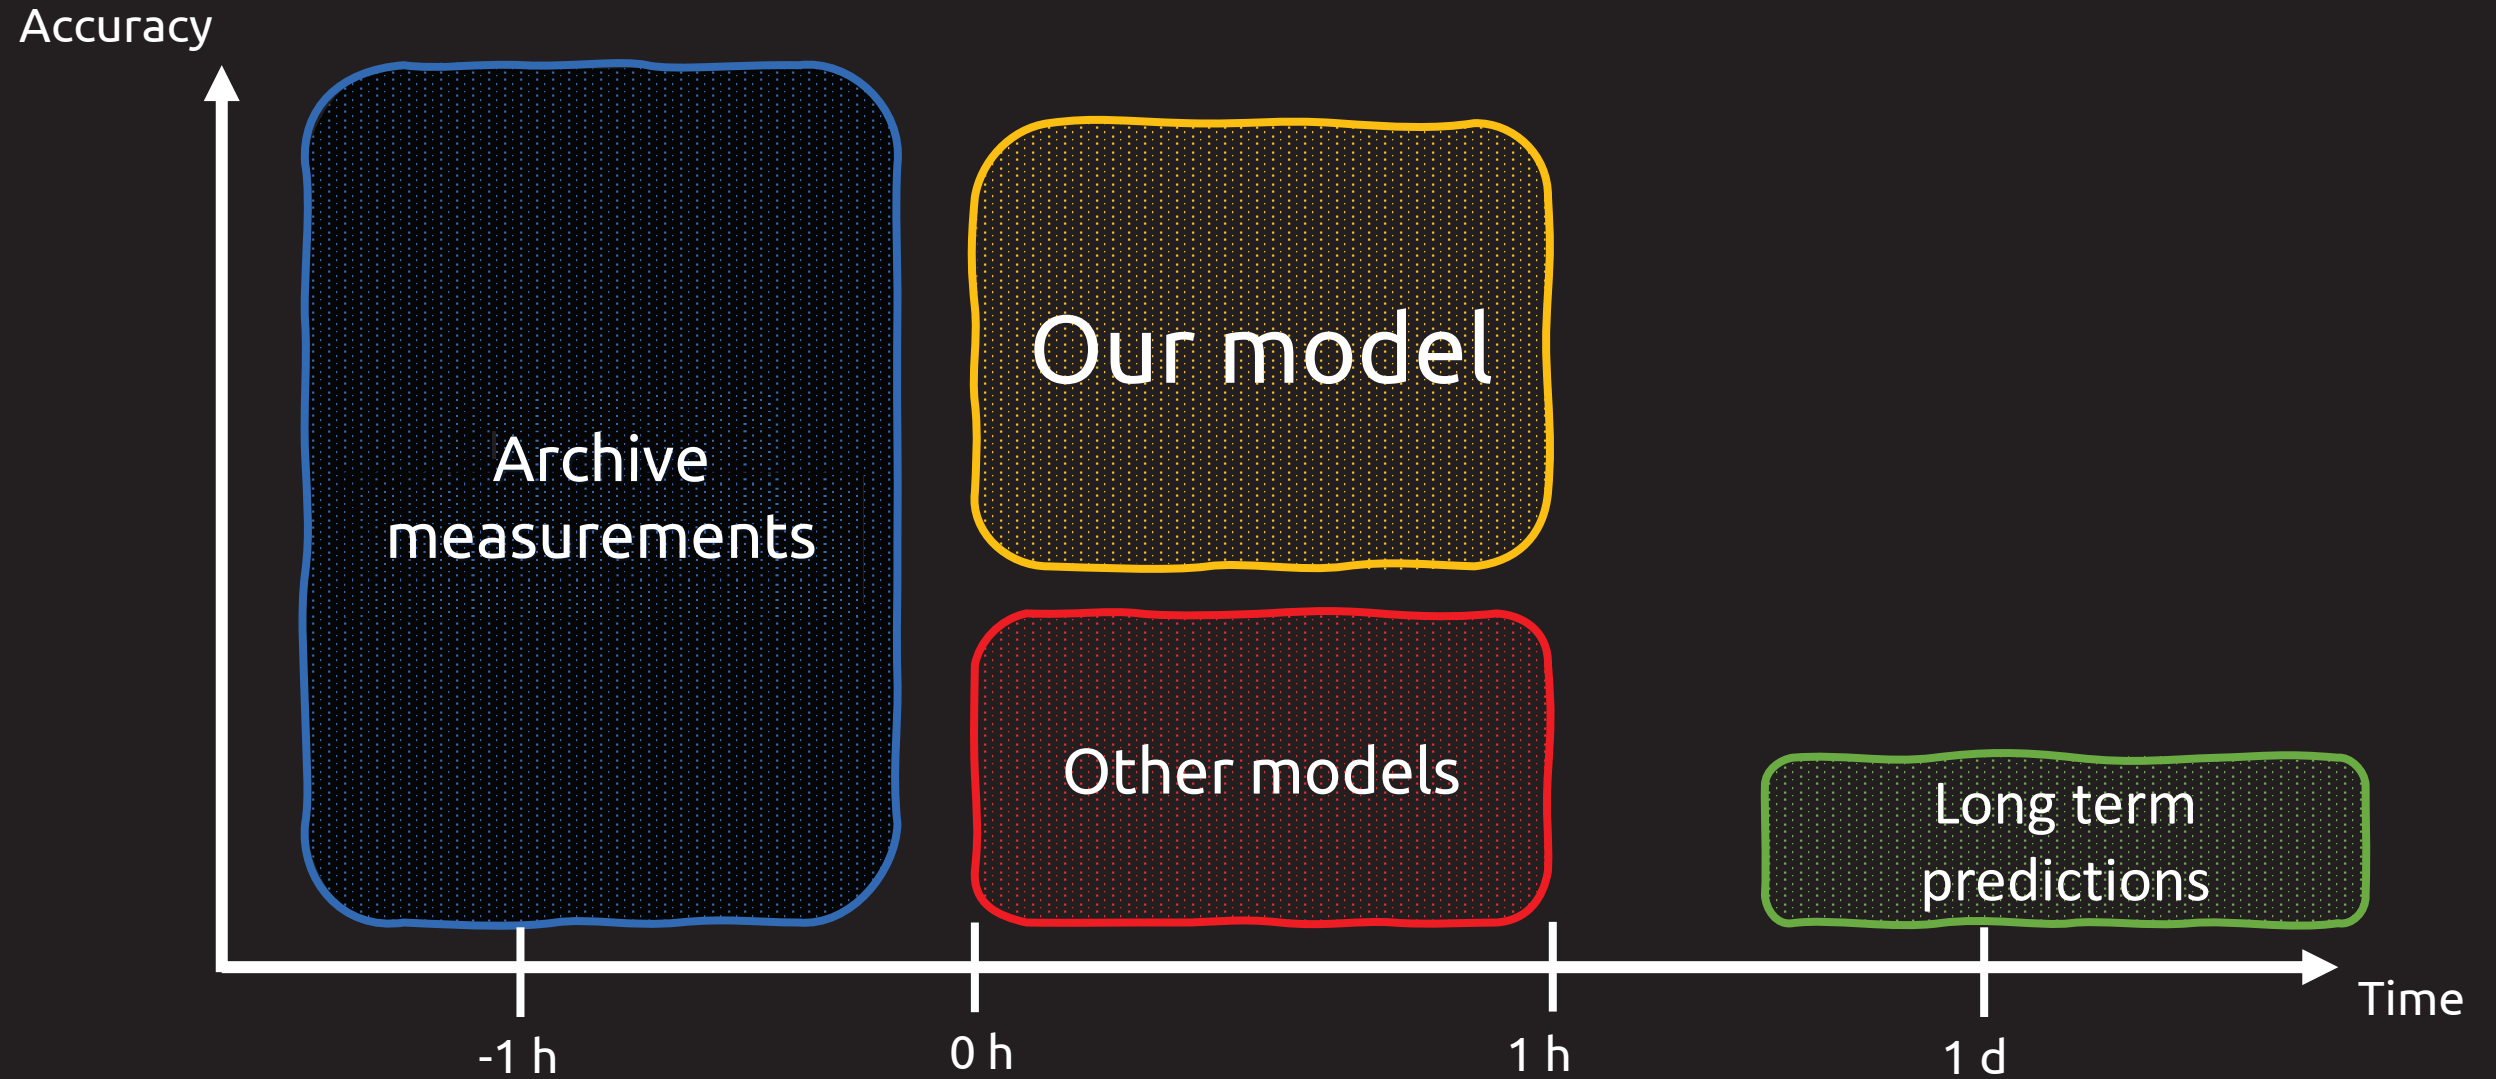 Accuracy
Archive
measurements
Our model
Other models
Long term
predictions
Time
-1 h
0 h
1 h
1 d